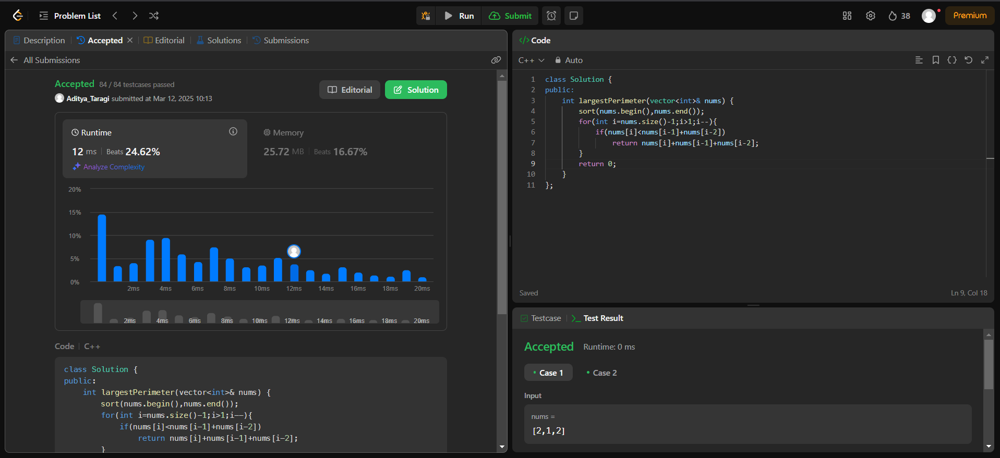 Problem List
Run
Submit
38
Premium
Description
Accepted
Editorial
Solutions
Submissions
All Submissions
Accepted 84 / 84 testcases passed
Aditya_Taragi submitted at Mar 12, 2025 10:13
Editorial
Solution
Runtime
12 ms Beats 24.62%
Analyze Complexity
Memory
25.72 MB Beats 16.67%
20%
15%
10%
5%
0%
2ms 4ms 6ms 8ms 10ms 12ms 14ms 16ms 18ms 20ms
2ms 4ms 6ms 8ms 10ms 12ms 14ms 16ms 18ms 20ms
Code C++
class Solution {
public:
    int largestPerimeter(vector<int>& nums) {
        sort(nums.begin(),nums.end());
        for(int i=nums.size()-1;i>1;i--){
            if(nums[i]<nums[i-1]+nums[i-2])
                return nums[i]+nums[i-1]+nums[i-2];
        }
</> Code
C++ Auto
1 class Solution {
2 public:
3     int largestPerimeter(vector<int>& nums) {
4         sort(nums.begin(),nums.end());
5         for(int i=nums.size()-1;i>1;i--){
6             if(nums[i]<nums[i-1]+nums[i-2])
7                 return nums[i]+nums[i-1]+nums[i-2];
8         }
9         return 0;
10     }
11 };
Saved
Ln 9, Col 18
Testcase
Test Result
Accepted Runtime: 0 ms
Case 1
Case 2
Input
nums =
[2,1,2]